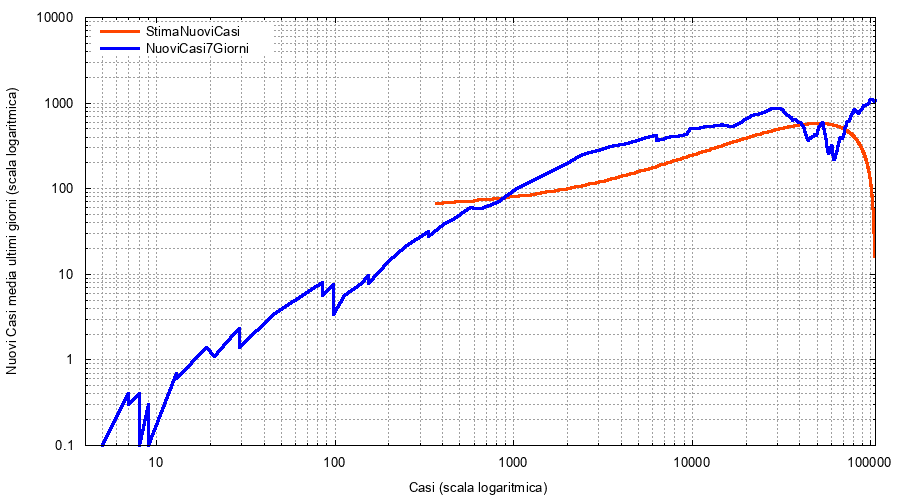 10000
1000
100
10
1
0.1
StimaNuoviCasi
NuoviCasi7Giorni
Nuovi Casi media ultimi giorni (scala logaritmica)
10
100
1000
10000
100000
Casi (scala logaritmica)